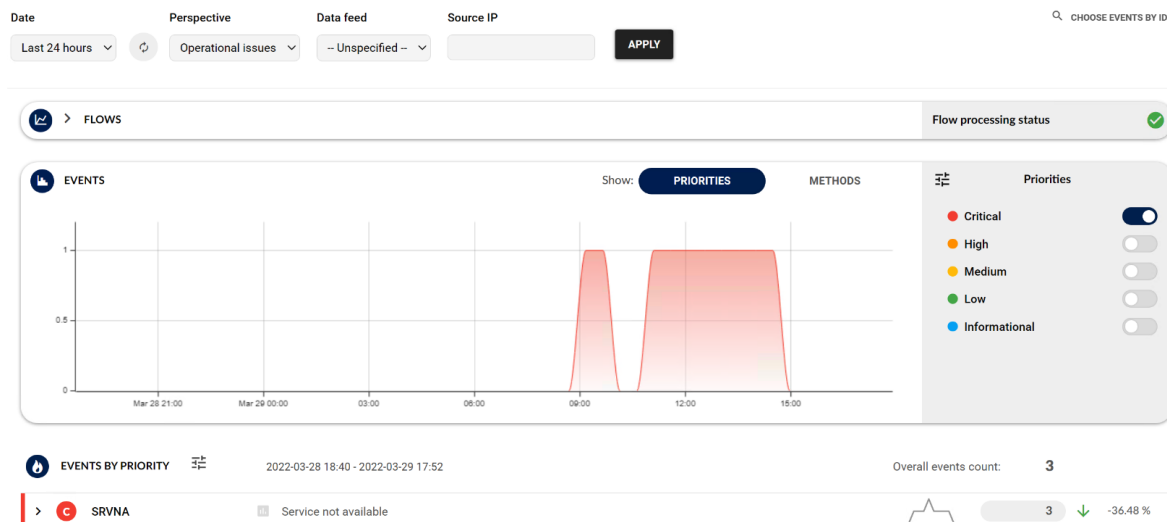 Date Perspective Data feed Source IP CHOOSE EVENTS BY ID
Last 24 hours Operational issues -- Unspecified -- APPLY
FLOWS Flow processing status
EVENTS Show: PRIORITIES METHODS Priorities
Critical
High
Medium
Low
Informational
1
0.5
0
Mar 28 21:00 Mar 29 00:00 03:00 06:00 09:00 12:00 15:00
EVENTS BY PRIORITY 2022-03-28 18:40 - 2022-03-29 17:52 Overall events count: 3
C SRVNA Service not available 3 -36.48 %